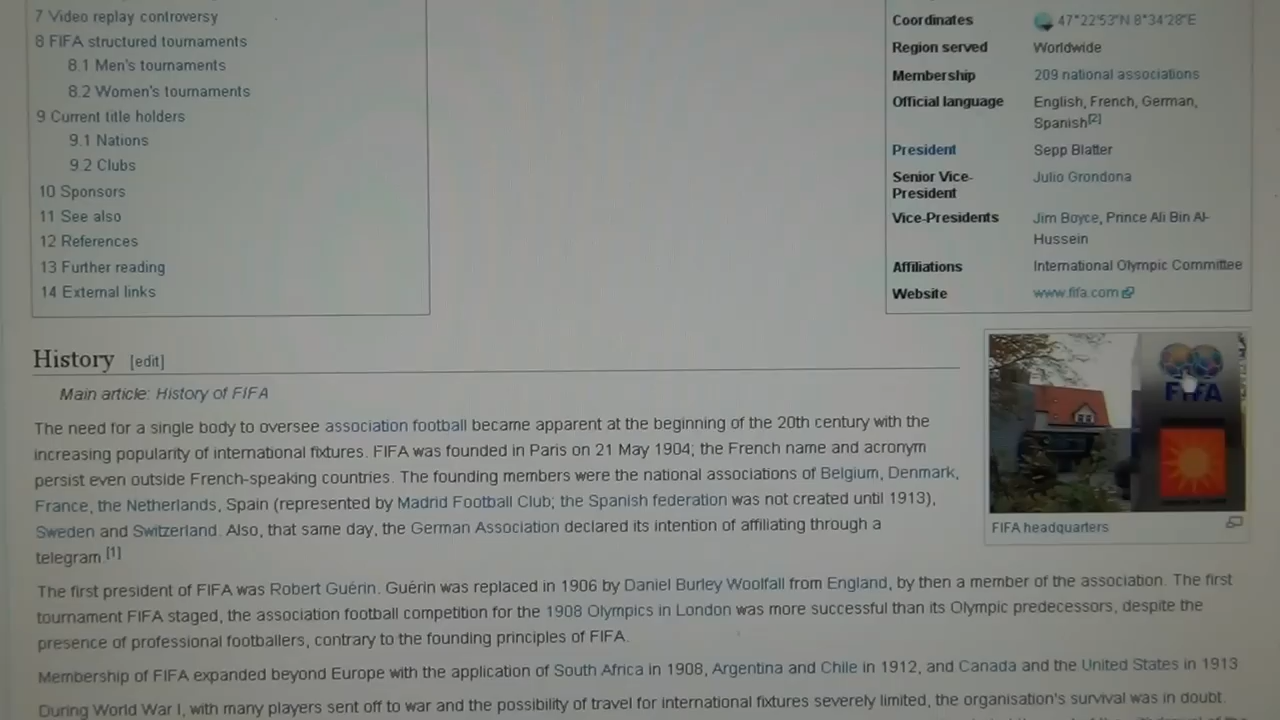 7 Video replay controversy
8 FIFA structured tournaments
8.1 Men's tournaments
8.2 Women's tournaments
9 Current title holders
9.1 Nations
9.2 Clubs
10 Sponsors
11 See also
12 References
13 Further reading
14 External links
Coordinates 47°22′53″N 8°34′28″E
Region served Worldwide
Membership 209 national associations
Official language English, French, German,
Spanish[2]
President Sepp Blatter
Senior Vice- Julio Grondona
President
Vice-Presidents Jim Boyce, Prince Ali Bin Al-
Hussein
Affiliations International Olympic Committee
Website www.fifa.com
History [edit]
Main article: History of FIFA
The need for a single body to oversee association football became apparent at the beginning of the 20th century with the
increasing popularity of international fixtures. FIFA was founded in Paris on 21 May 1904; the French name and acronym
persist even outside French-speaking countries. The founding members were the national associations of Belgium, Denmark,
France, the Netherlands, Spain (represented by Madrid Football Club; the Spanish federation was not created until 1913),
Sweden and Switzerland. Also, that same day, the German Association declared its intention of affiliating through a
telegram.[1]
FIFA
FIFA headquarters
The first president of FIFA was Robert Guérin. Guérin was replaced in 1906 by Daniel Burley Woolfall from England, by then a member of the association. The first
tournament FIFA staged, the association football competition for the 1908 Olympics in London was more successful than its Olympic predecessors, despite the
presence of professional footballers, contrary to the founding principles of FIFA.
Membership of FIFA expanded beyond Europe with the application of South Africa in 1908, Argentina and Chile in 1912, and Canada and the United States in 1913
During World War I, with many players sent off to war and the possibility of travel for international fixtures severely limited, the organisation's survival was in doubt.